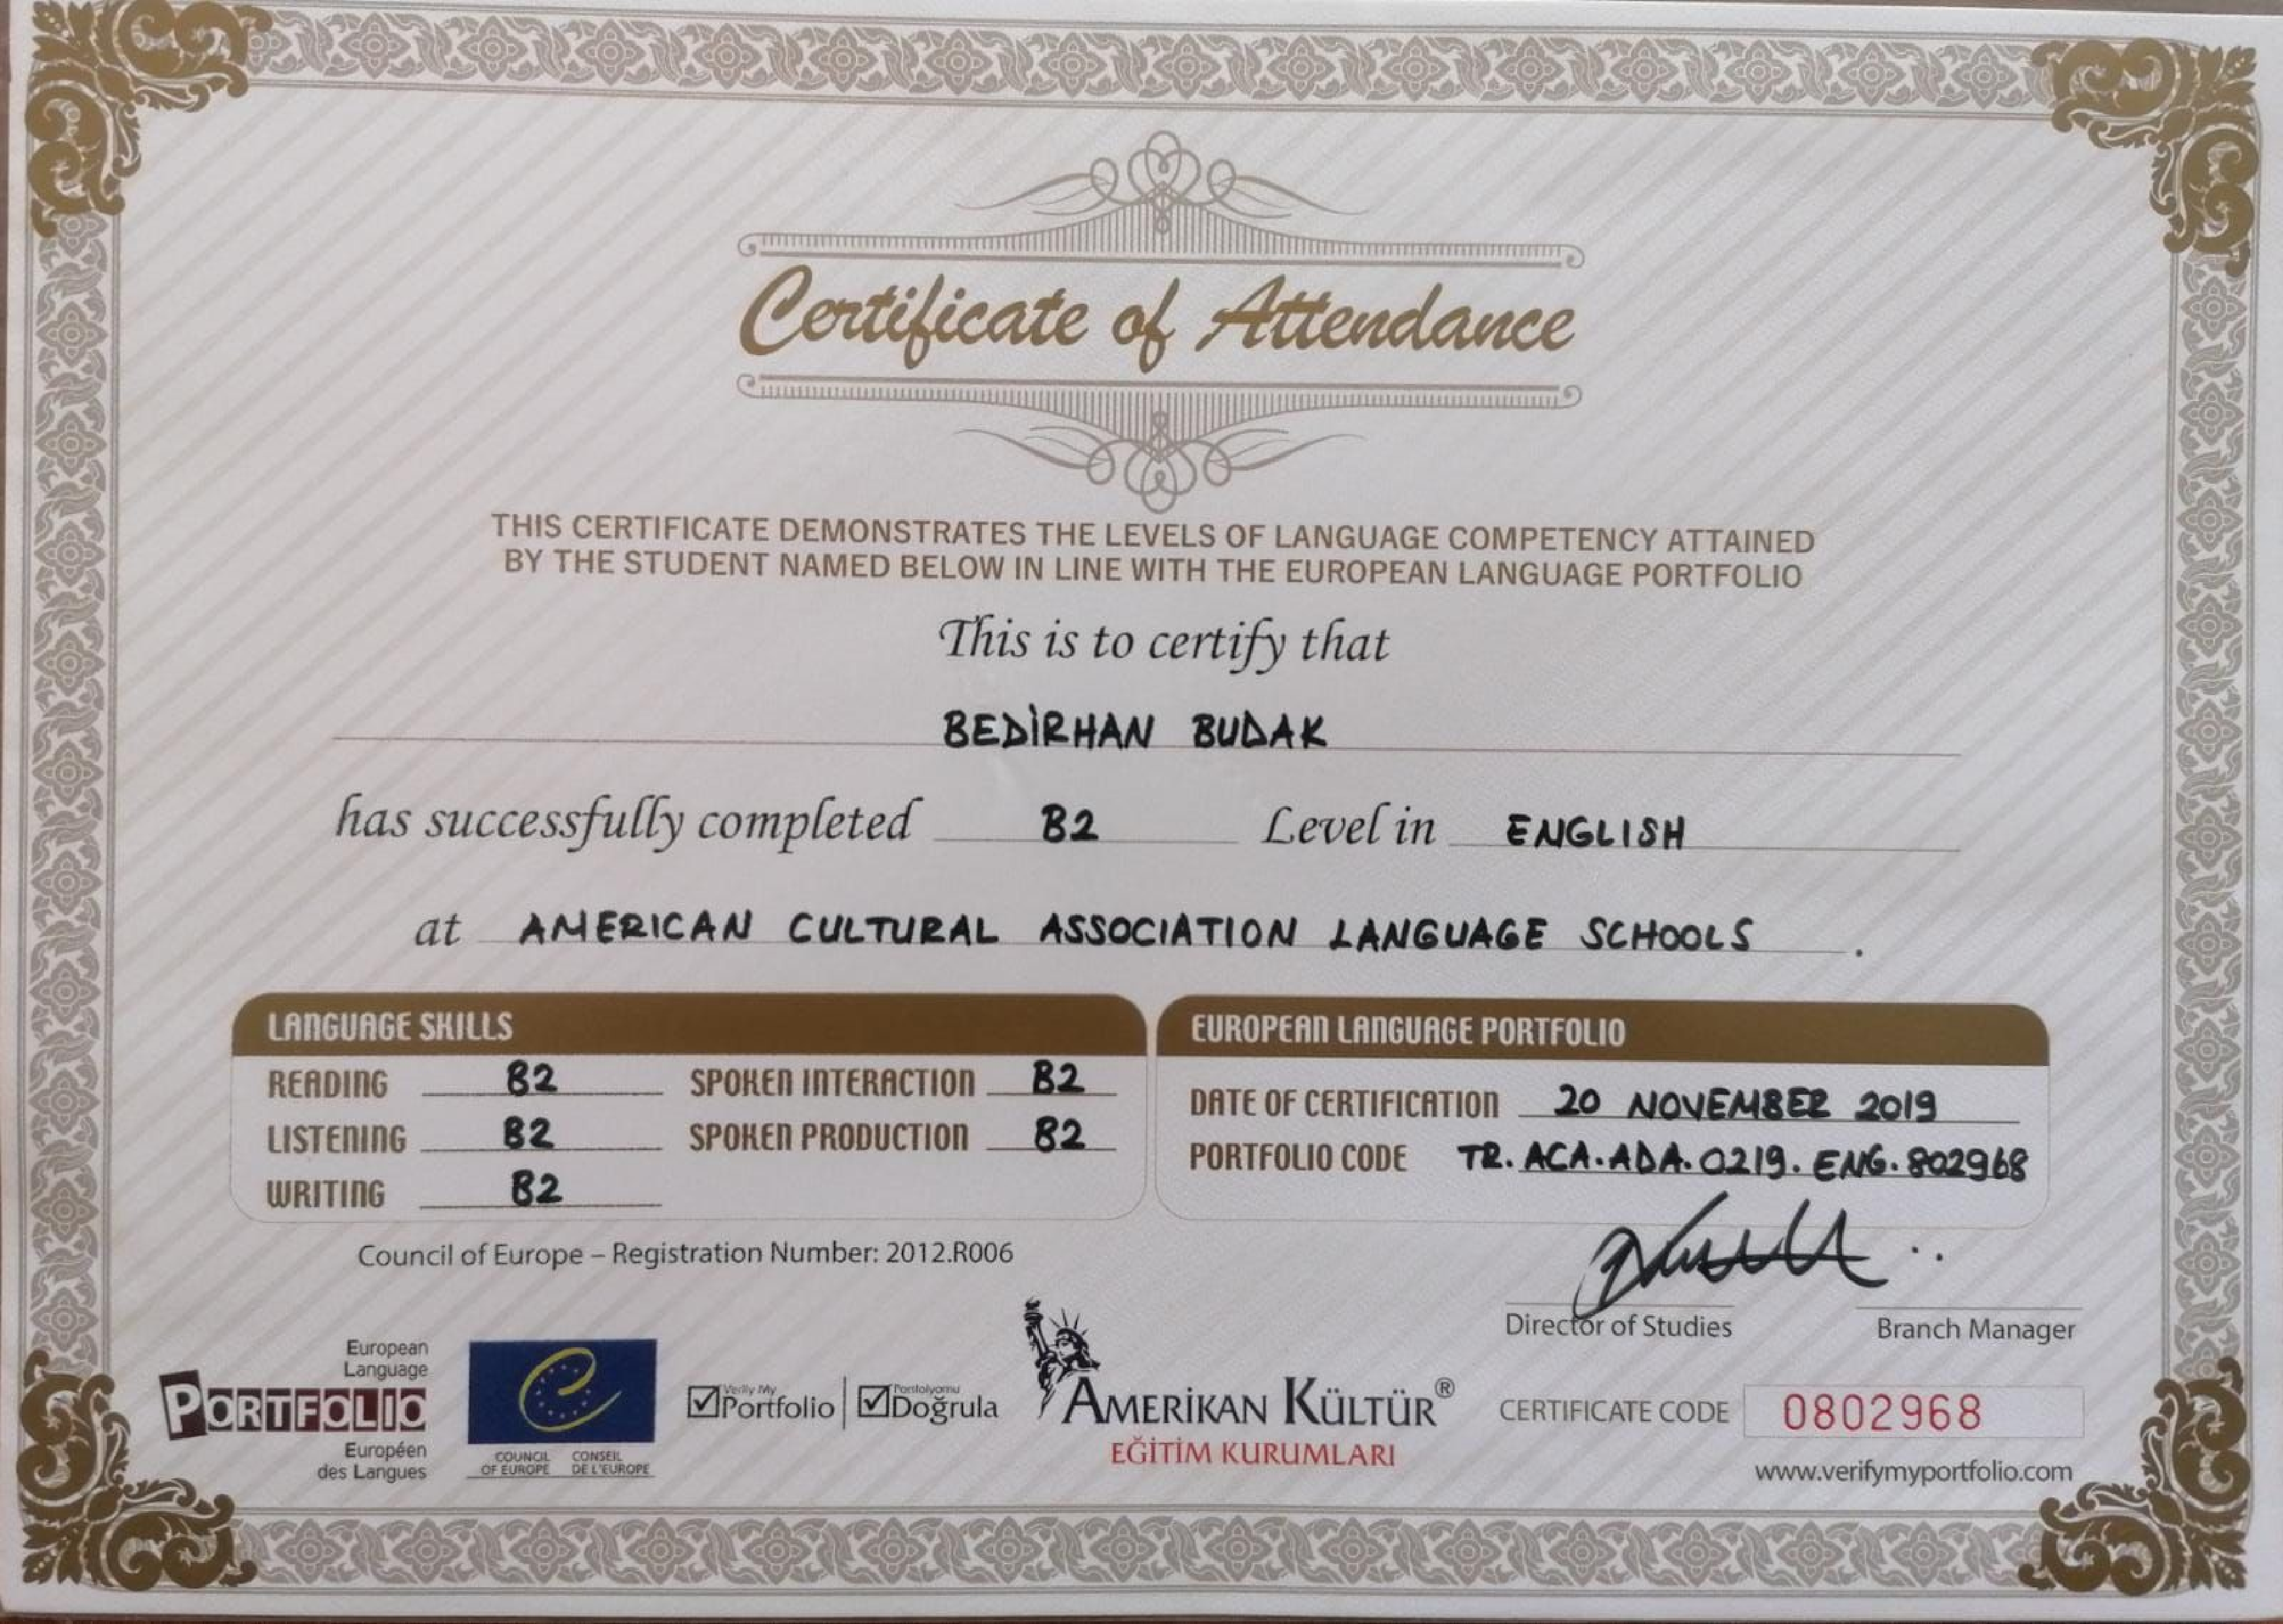 Certificate of Attendance
THIS CERTIFICATE DEMONSTRATES THE LEVELS OF LANGUAGE COMPETENCY ATTAINED
BY THE STUDENT NAMED BELOW IN LINE WITH THE EUROPEAN LANGUAGE PORTFOLIO
This is to certify that
BEDİRHAN BUDAK
has successfully completed B2 Level in ENGLISH
at AMERICAN CULTURAL ASSOCIATION LANGUAGE SCHOOLS .
LANGUAGE SKILLS
READING B2 SPOKEN INTERACTION B2
LISTENING B2 SPOKEN PRODUCTION B2
WRITING B2
EUROPEAN LANGUAGE PORTFOLIO
DATE OF CERTIFICATION 20 NOVEMBER 2019
PORTFOLIO CODE TR. ACA. ADA. 0219. ENG. 802968
Council of Europe – Registration Number: 2012.R006
Director of Studies Branch Manager
European
Language
PORTFOLIO
Européen
des Langues
COUNCIL CONSEIL
OF EUROPE DE L'EUROPE
Verify My
Portfolio
Portfolyomu
Doğrula
AMERİKAN KÜLTÜR®
EĞİTİM KURUMLARI
CERTIFICATE CODE 0802968
www.verifymyportfolio.com